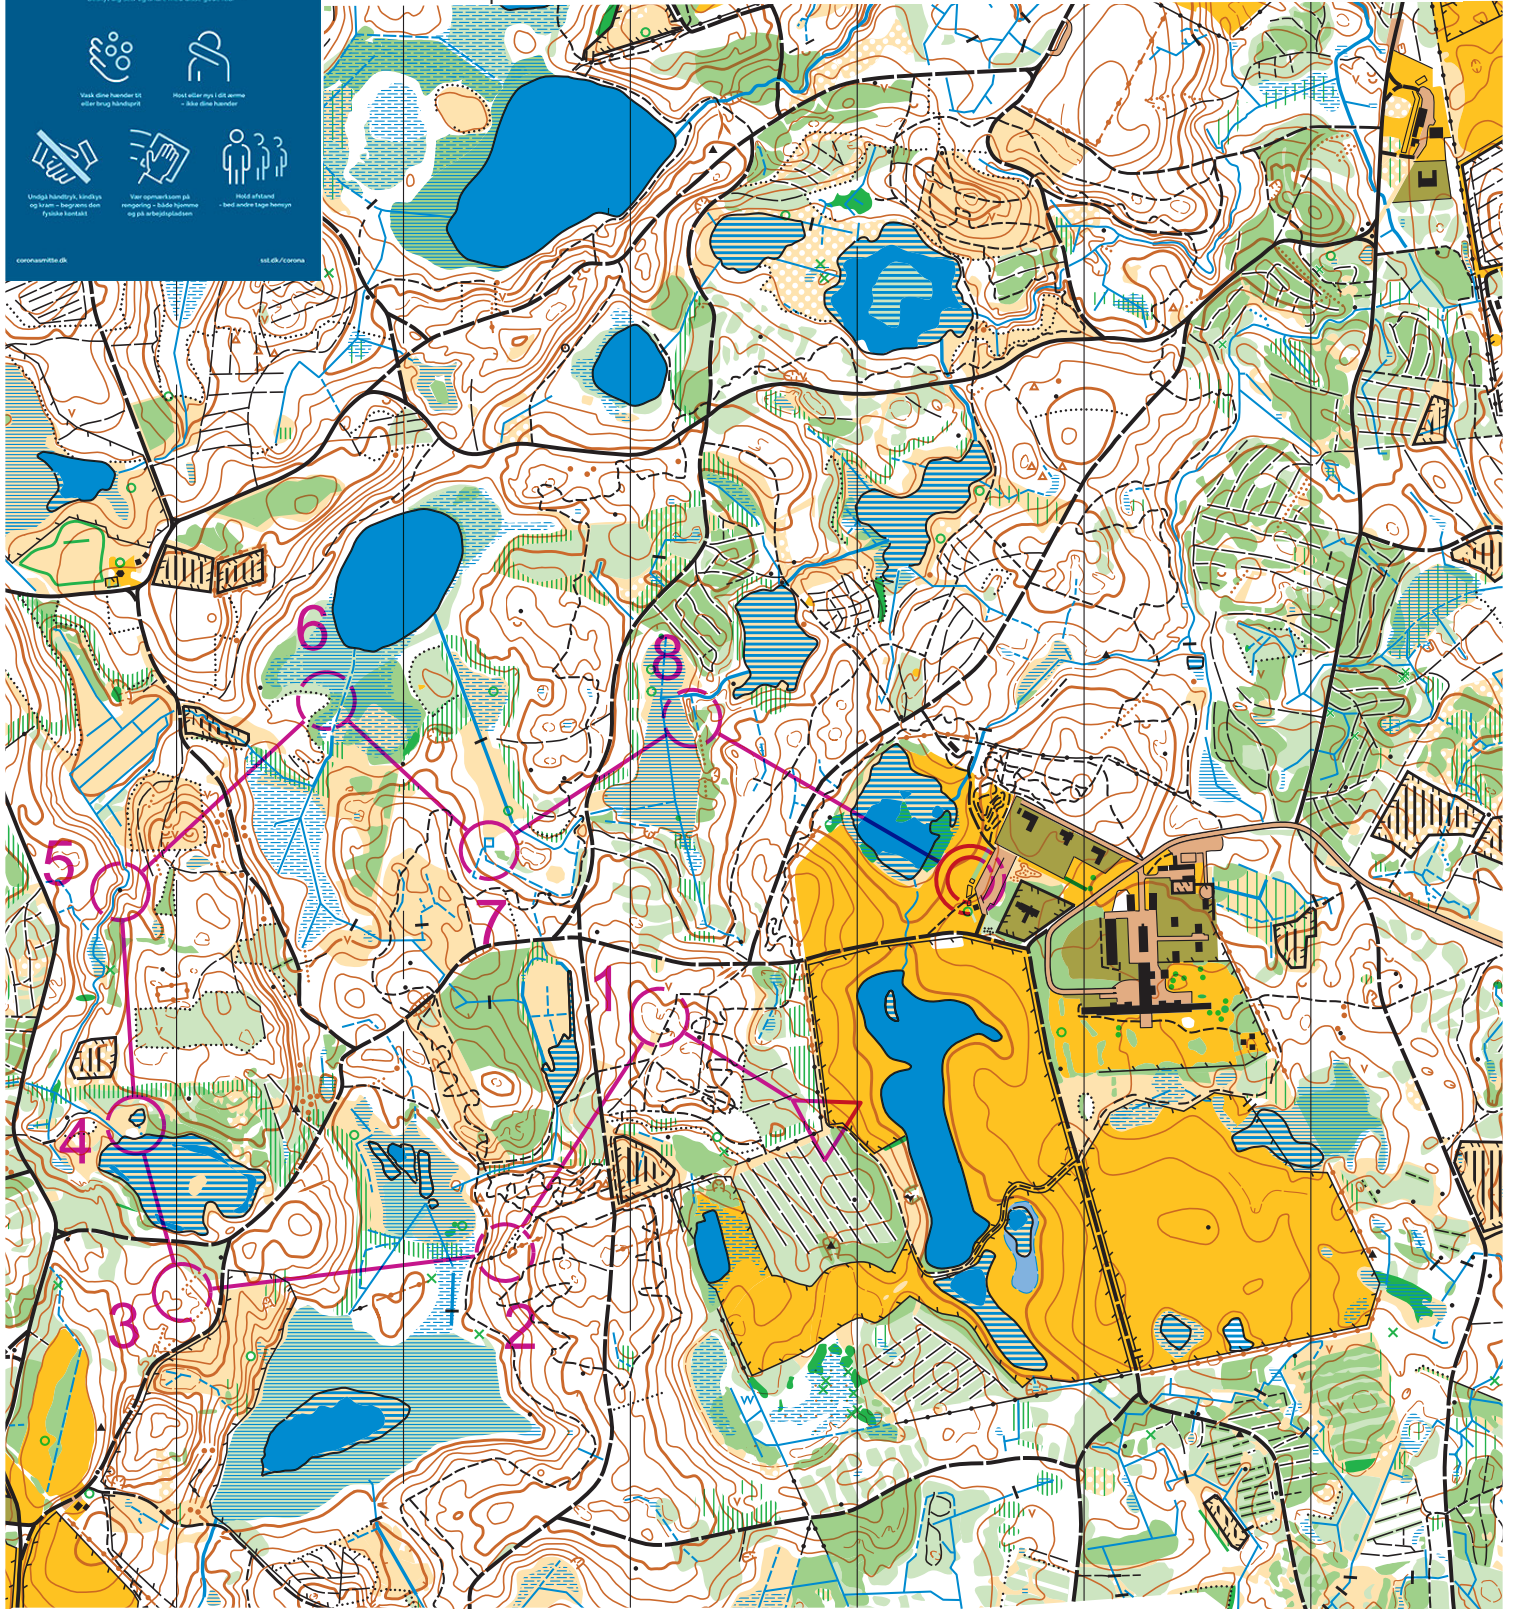 Vask dine hænder tit
eller brug håndsprit
Host eller nys i dit ærme
– ikke dine hænder
Undgå håndtryk, kindkys
og kram – begræns den
fysiske kontakt
Vær opmærksom på
rengøring – både hjemme
og på arbejdspladsen
Hold afstand
– bed andre tage hensyn
coronasmitte.dk
sst.dk/corona
6
8
5
7
1
4
3
2